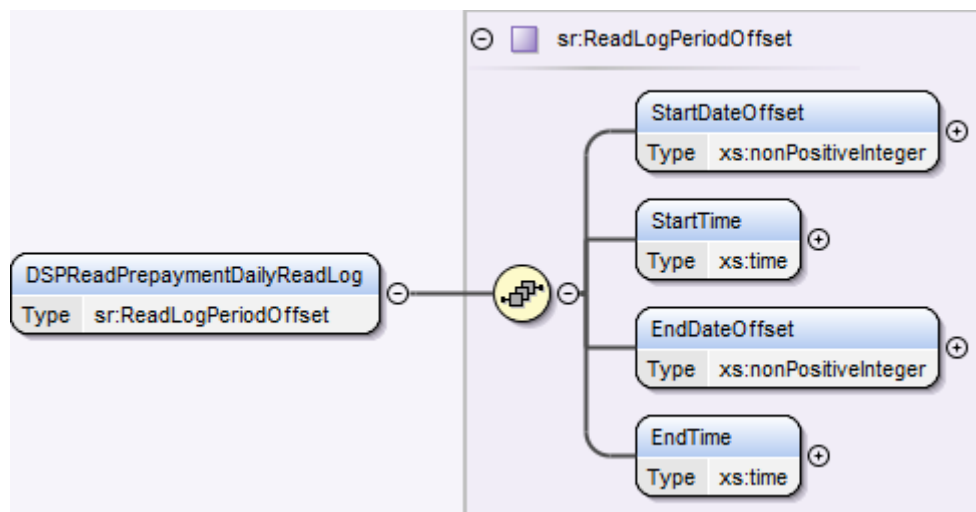 sr:ReadLogPeriodOffset
StartDateOffset
Type xs:nonPositiveInteger
StartTime
Type xs:time
DSPReadPrepaymentDailyReadLog
Type sr:ReadLogPeriodOffset
EndDateOffset
Type xs:nonPositiveInteger
EndTime
Type xs:time